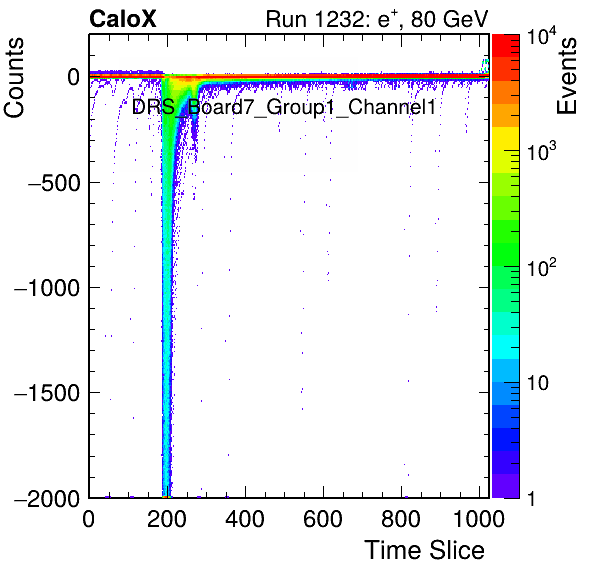 CaloX Run 1232: e⁺, 80 GeV
Counts
Events
DRS_Board7_Group1_Channel1
0
−500
−1000
−1500
−2000
0 200 400 600 800 1000
Time Slice
10⁴
10³
10²
10
1